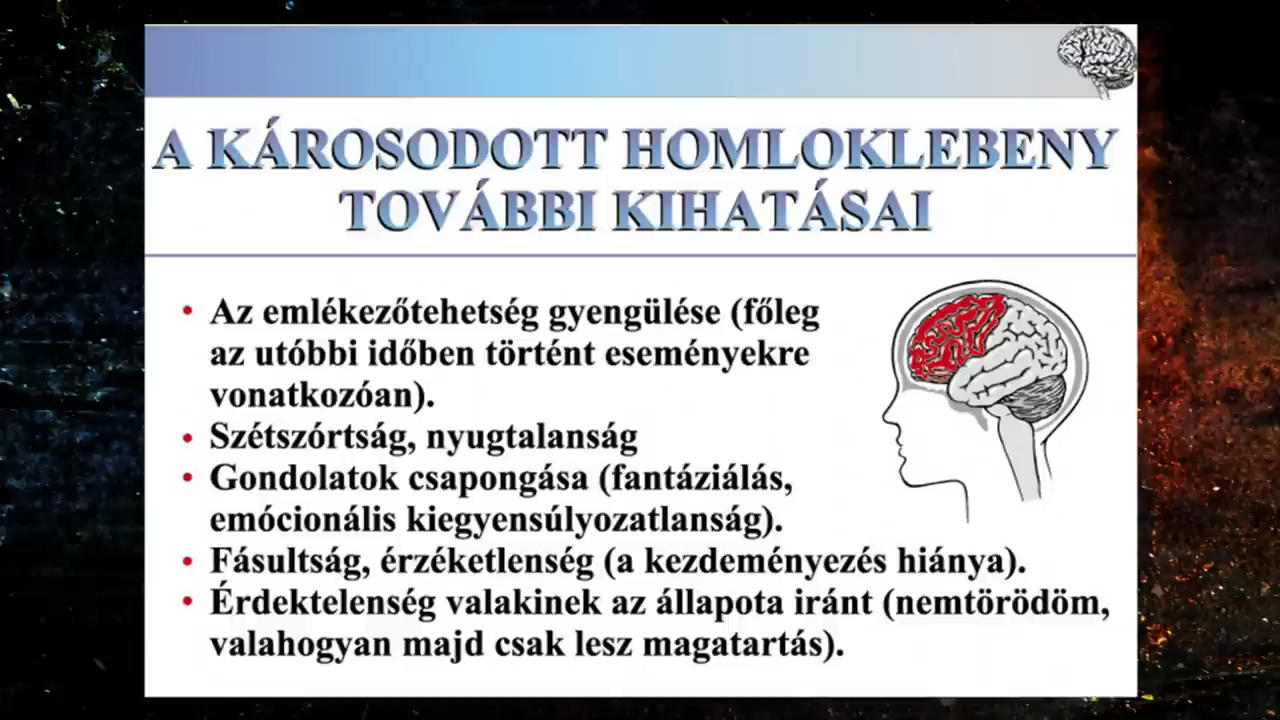 A KÁROSODOTT HOMLOKLEBENY
TOVÁBBI KIHATÁSAI
• Az emlékezőtehetség gyengülése (főleg
az utóbbi időben történt eseményekre
vonatkozóan).
• Szétszórtság, nyugtalanság
• Gondolatok csapongása (fantáziálás,
emócionális kiegyensúlyozatlanság).
• Fásultság, érzéketlenség (a kezdeményezés hiánya).
• Érdektelenség valakinek az állapota iránt (nemtörödöm,
valahogyan majd csak lesz magatartás).